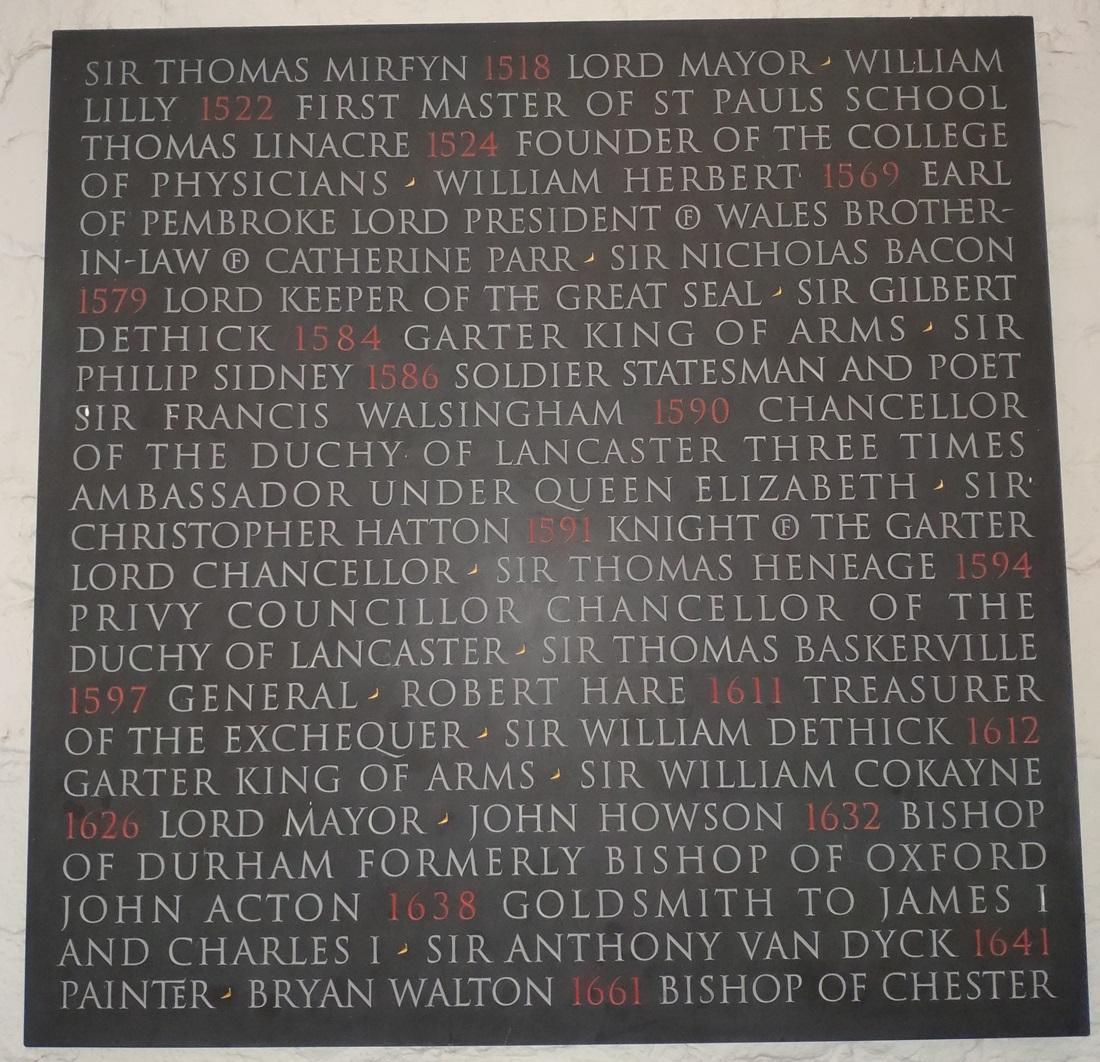 SIR THOMAS MIRFYN 1518 LORD MAYOR WILLIAM
LILLY 1522 FIRST MASTER OF ST PAULS SCHOOL
THOMAS LINACRE 1524 FOUNDER OF THE COLLEGE
OF PHYSICIANS WILLIAM HERBERT 1569 EARL
OF PEMBROKE LORD PRESIDENT OF WALES BROTHER-
IN-LAW OF CATHERINE PARR SIR NICHOLAS BACON
1579 LORD KEEPER OF THE GREAT SEAL SIR GILBERT
DETHICK 1584 GARTER KING OF ARMS SIR
PHILIP SIDNEY 1586 SOLDIER STATESMAN AND POET
SIR FRANCIS WALSINGHAM 1590 CHANCELLOR
OF THE DUCHY OF LANCASTER THREE TIMES
AMBASSADOR UNDER QUEEN ELIZABETH SIR
CHRISTOPHER HATTON 1591 KNIGHT OF THE GARTER
LORD CHANCELLOR SIR THOMAS HENEAGE 1594
PRIVY COUNCILLOR CHANCELLOR OF THE
DUCHY OF LANCASTER SIR THOMAS BASKERVILLE
1597 GENERAL ROBERT HARE 1611 TREASURER
OF THE EXCHEQUER SIR WILLIAM DETHICK 1612
GARTER KING OF ARMS SIR WILLIAM COKAYNE
1626 LORD MAYOR JOHN HOWSON 1632 BISHOP
OF DURHAM FORMERLY BISHOP OF OXFORD
JOHN ACTON 1638 GOLDSMITH TO JAMES I
AND CHARLES I SIR ANTHONY VAN DYCK 1641
PAINTER BRYAN WALTON 1661 BISHOP OF CHESTER